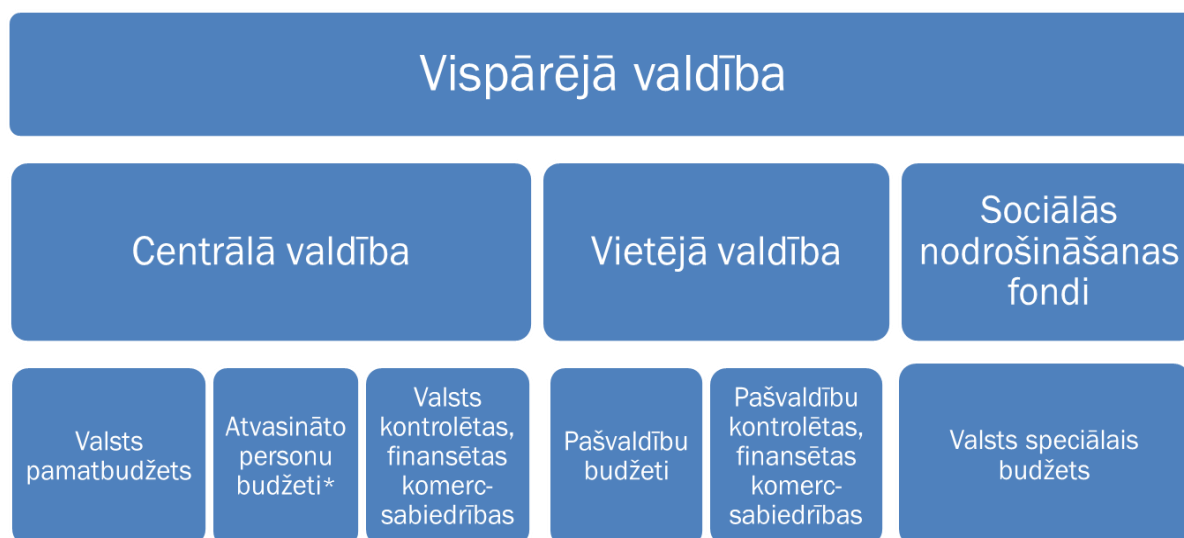 Vispārējā valdība
Centrālā valdība
Vietējā valdība
Sociālās
nodrošināšanas
fondi
Valsts
pamatbudžets
Atvasināto
personu
budžeti*
Valsts
kontrolētas,
finansētas
komerc-
sabiedrības
Pašvaldību
budžeti
Pašvaldību
kontrolētas,
finansētas
komerc-
sabiedrības
Valsts speciālais
budžets